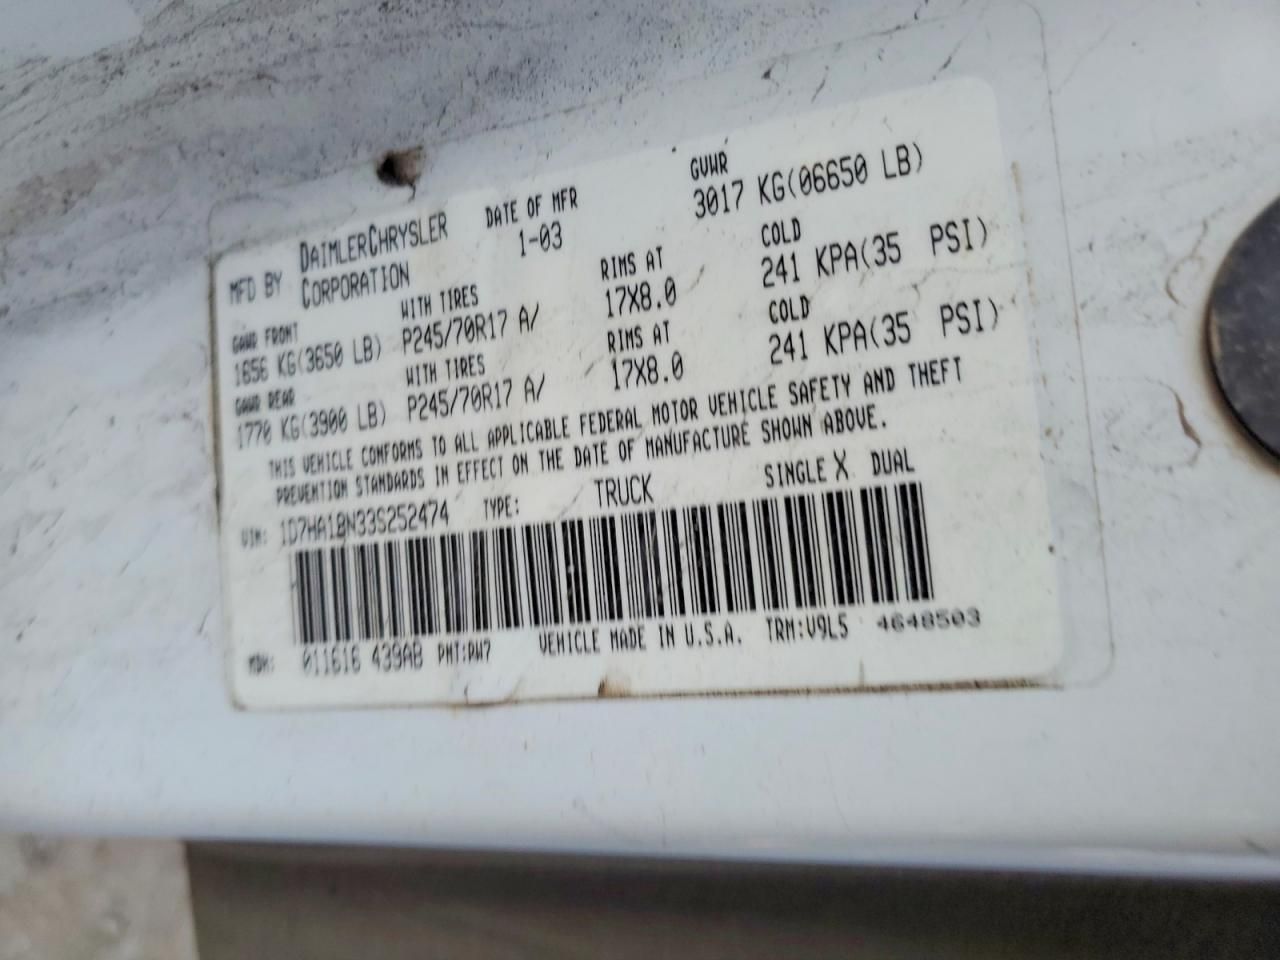 MFD BY DAIMLERCHRYSLER CORPORATION DATE OF MFR 1-03 GVWR 3017 KG(06650 LB)
GAWR FRONT WITH TIRES RIMS AT COLD
1656 KG(3650 LB) P245/70R17 A/ 17X8.0 241 KPA(35 PSI)
GAWR REAR WITH TIRES RIMS AT COLD
1770 KG(3900 LB) P245/70R17 A/ 17X8.0 241 KPA(35 PSI)
THIS VEHICLE CONFORMS TO ALL APPLICABLE FEDERAL MOTOR VEHICLE SAFETY AND THEFT
PREVENTION STANDARDS IN EFFECT ON THE DATE OF MANUFACTURE SHOWN ABOVE.
VIN: 1D7HA18N33S252474 TYPE: TRUCK SINGLE X DUAL
MDH: 011616 439AB PNT:PW7 VEHICLE MADE IN U.S.A. TRM:V9L5 4648503